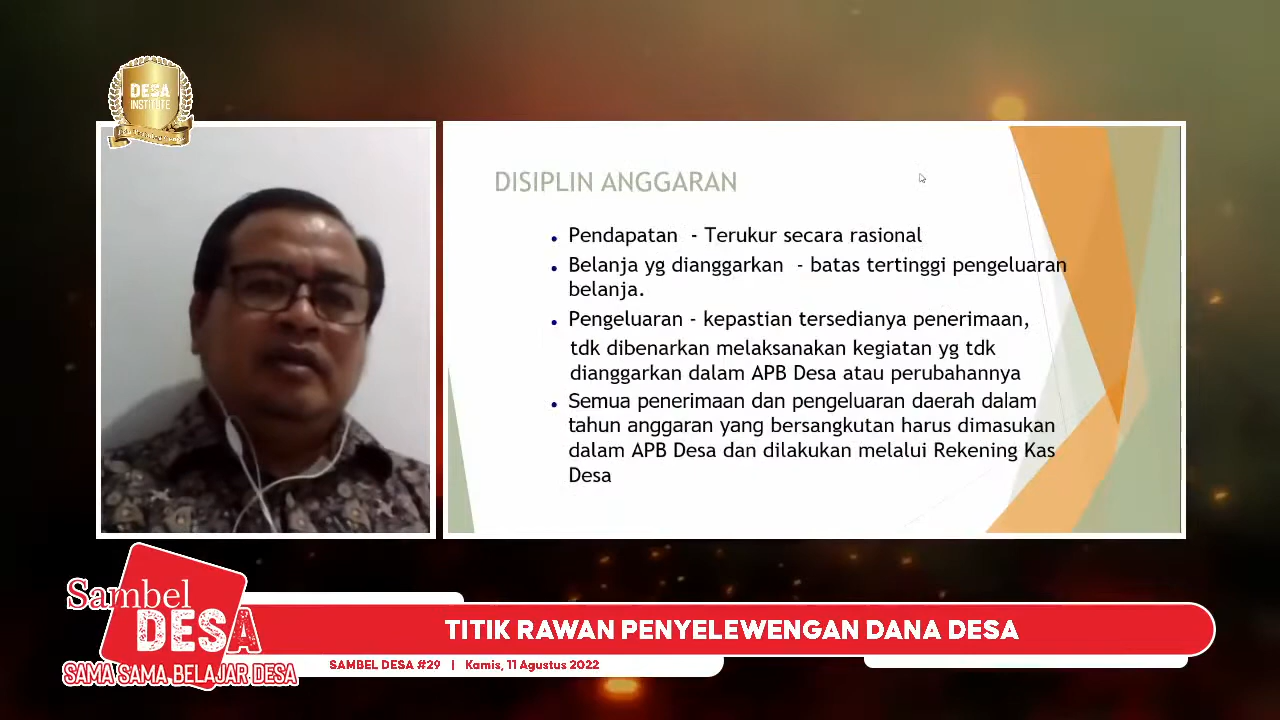 DESA
INSTITUTE
DISIPLIN ANGGARAN
Pendapatan - Terukur secara rasional
Belanja yg dianggarkan - batas tertinggi pengeluaran
belanja.
Pengeluaran - kepastian tersedianya penerimaan,
tdk dibenarkan melaksanakan kegiatan yg tdk
dianggarkan dalam APB Desa atau perubahannya
Semua penerimaan dan pengeluaran daerah dalam
tahun anggaran yang bersangkutan harus dimasukan
dalam APB Desa dan dilakukan melalui Rekening Kas
Desa
Sambel
DESA
SAMA SAMA BELAJAR DESA
TITIK RAWAN PENYELEWENGAN DANA DESA
SAMBEL DESA #29 | Kamis, 11 Agustus 2022